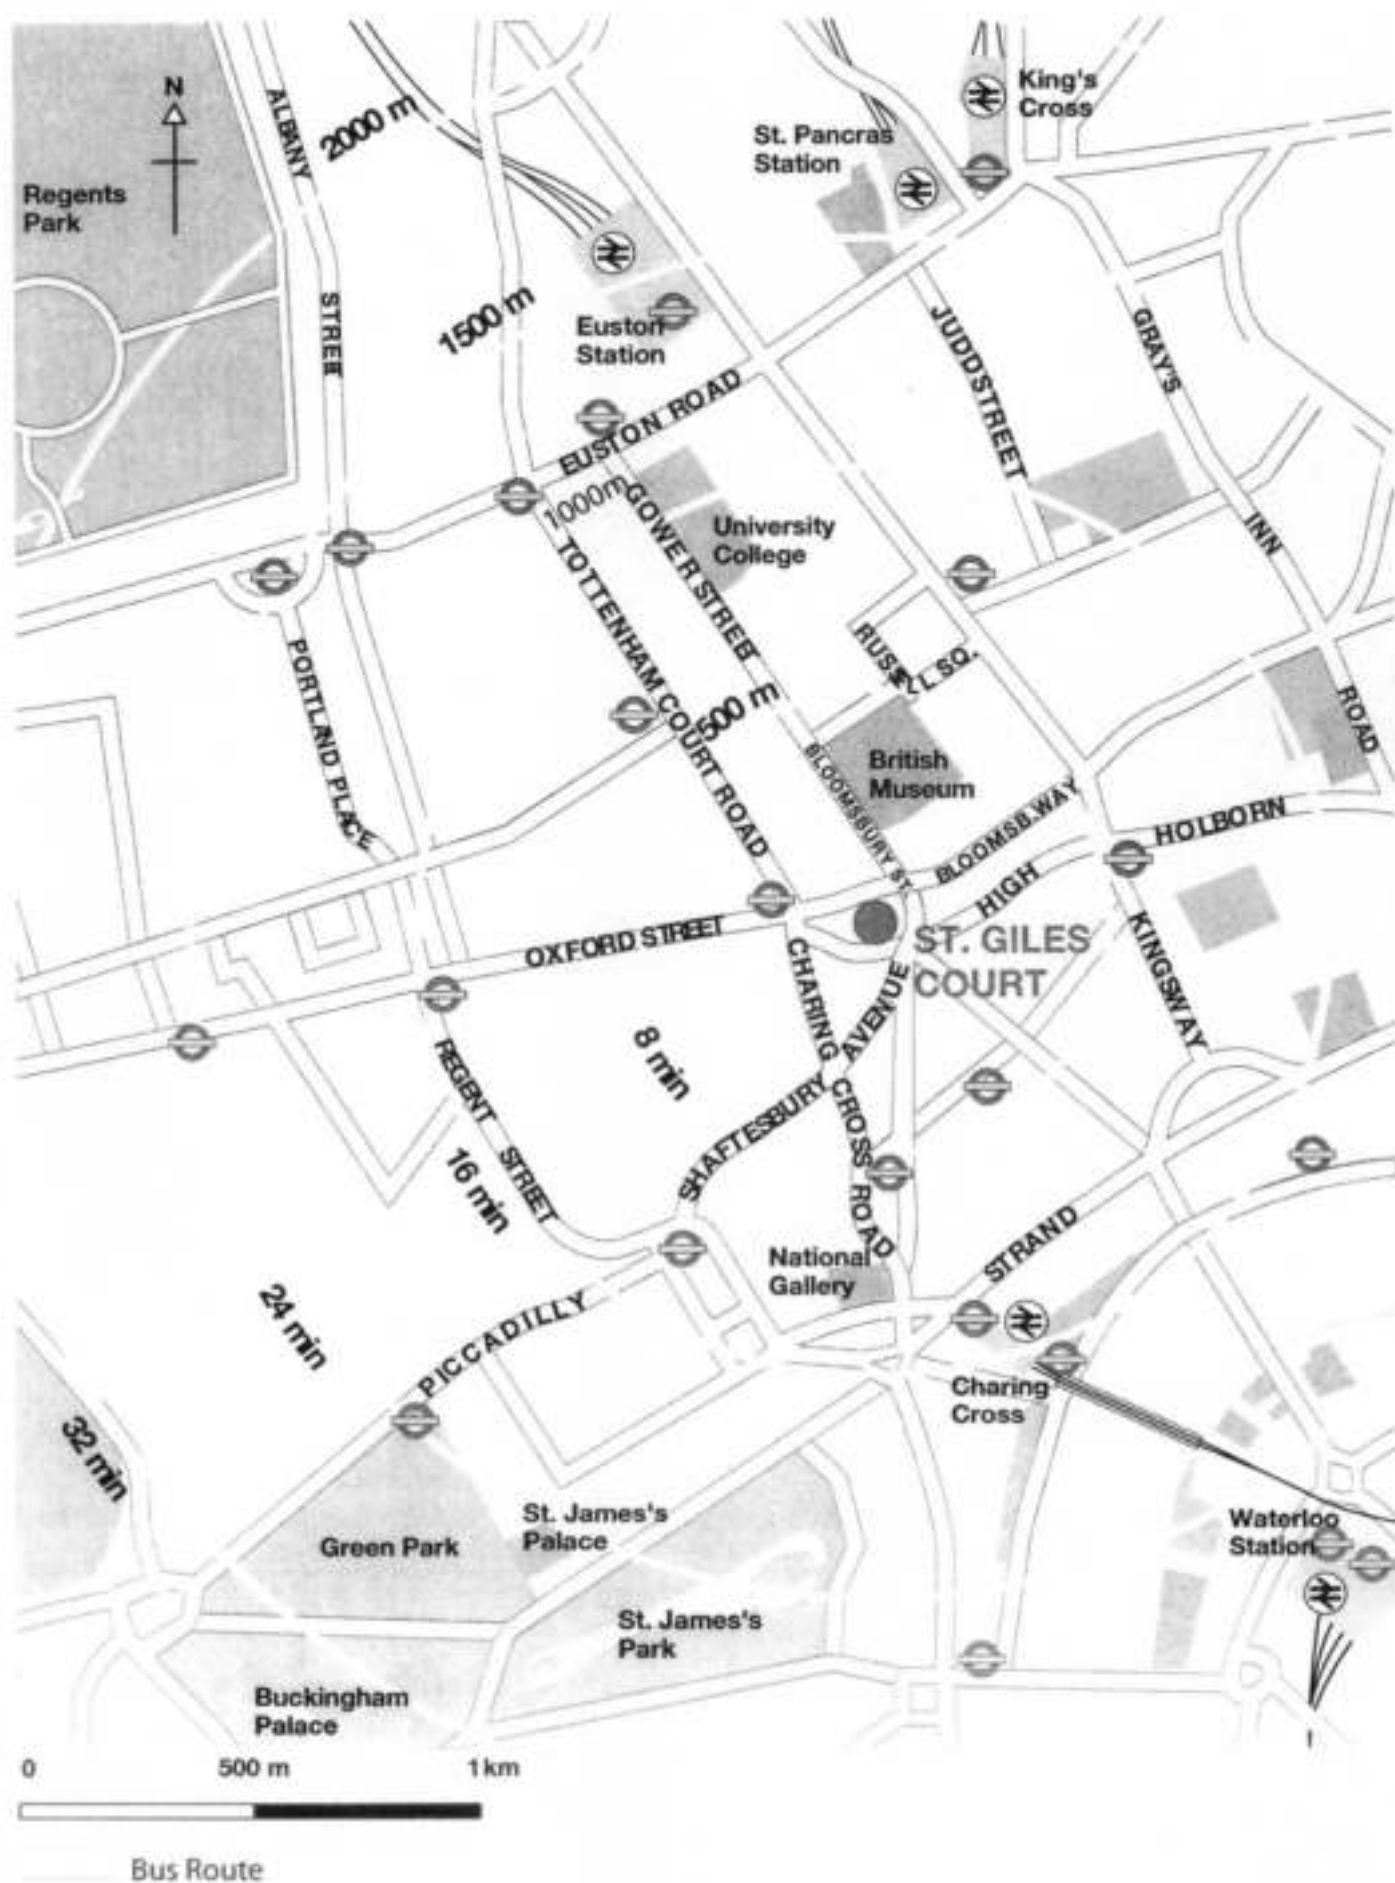 N
Regents
Park
ALBANY
STREET
2000 m
1500 m
King's
Cross
St. Pancras
Station
Euston
Station
EUSTON ROAD
1000m
JUDD STREET
GRAY'S
INN
ROAD
GOWER STREET
University
College
TOTTENHAM COURT ROAD
PORTLAND PLACE
RUSSELL SQ.
500 m
British
Museum
BLOOMSBURY ST.
BLOOMSB.WAY
HIGH
HOLBORN
OXFORD STREET
ST. GILES
COURT
KINGSWAY
CHARING CROSS ROAD
SHAFTESBURY AVENUE
REGENT STREET
8 min
16 min
24 min
32 min
PICCADILLY
National
Gallery
STRAND
Charing
Cross
Green Park
St. James's
Palace
St. James's
Park
Waterloo
Station
Buckingham
Palace
0 500 m 1 km
Bus Route